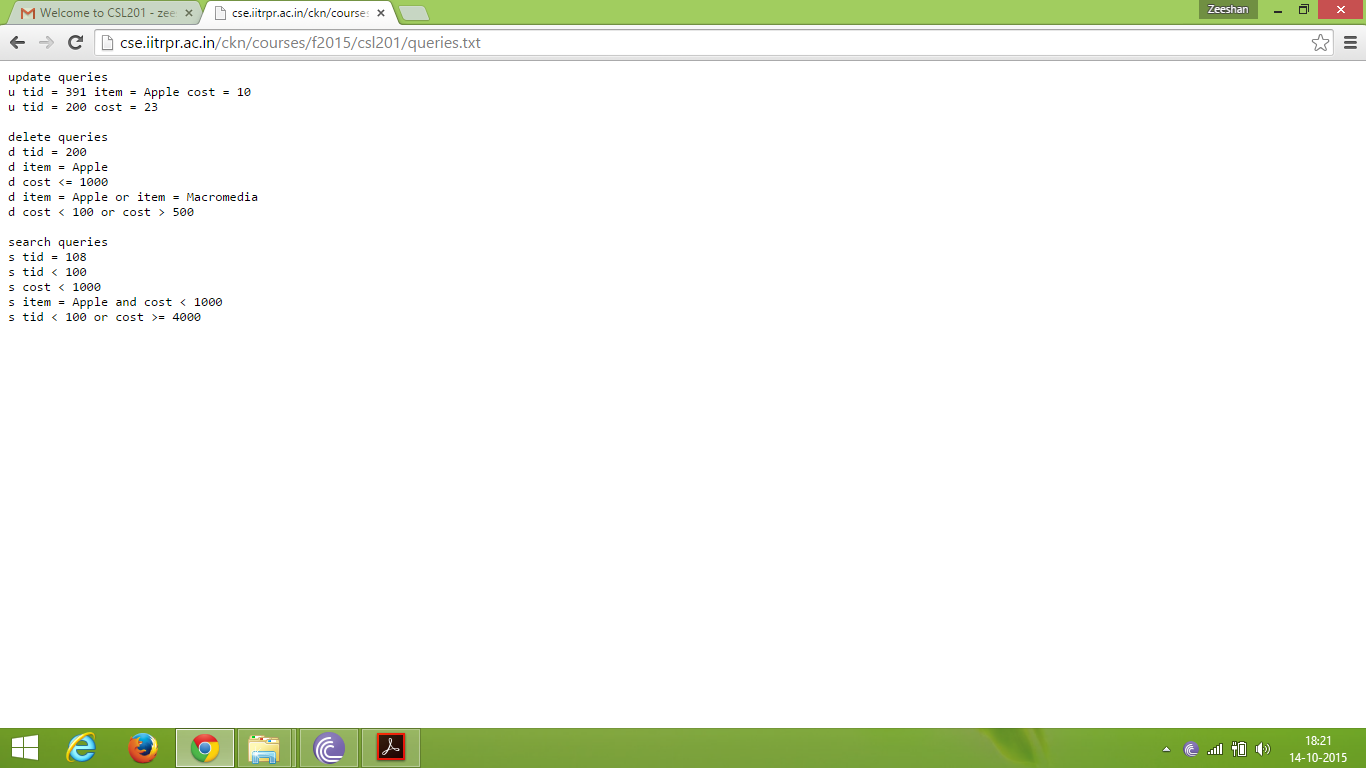 Welcome to CSL201 - zee
cse.iitrpr.ac.in/ckn/courses
Zeeshan
cse.iitrpr.ac.in/ckn/courses/f2015/csl201/queries.txt
update queries
u tid = 391 item = Apple cost = 10
u tid = 200 cost = 23
delete queries
d tid = 200
d item = Apple
d cost <= 1000
d item = Apple or item = Macromedia
d cost < 100 or cost > 500
search queries
s tid = 108
s tid < 100
s cost < 1000
s item = Apple and cost < 1000
s tid < 100 or cost >= 4000
18:21
14-10-2015